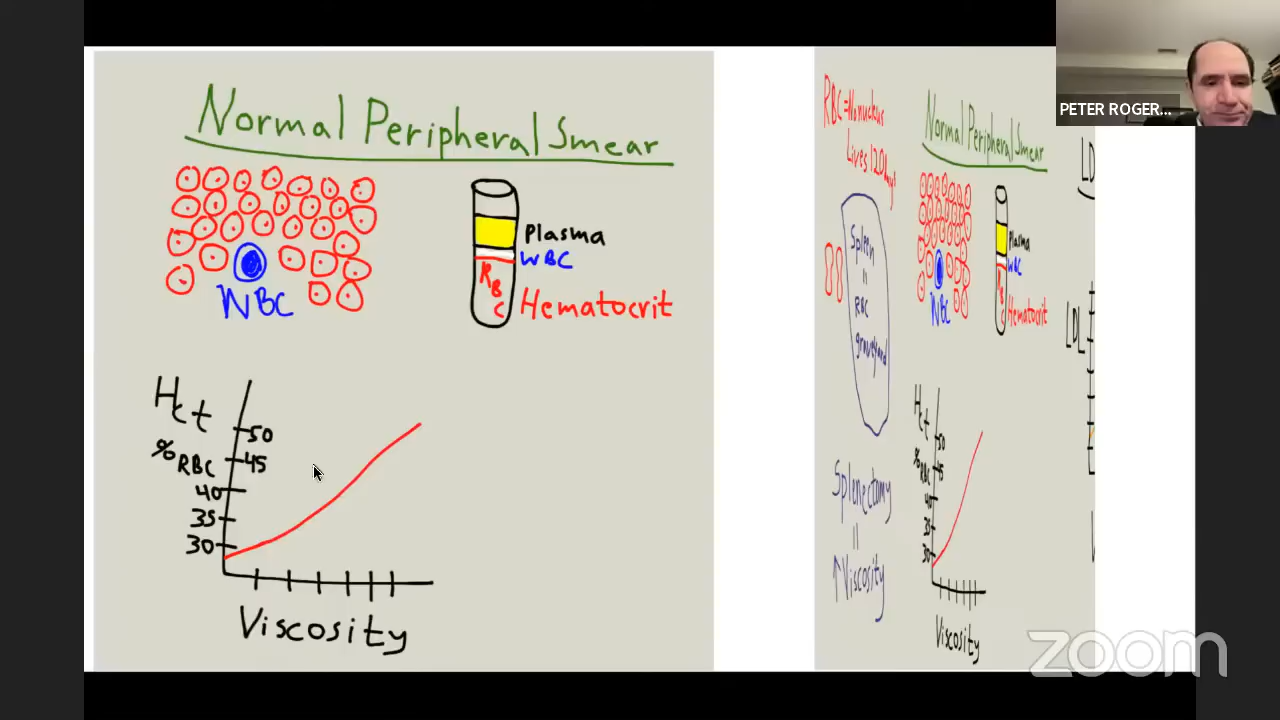 Normal Peripheral Smear
WBC
Plasma
WBC
RBC
Hematocrit
Hct
% RBC
50
45
40
35
30
Viscosity
RBC = No nucleus
Lives 120 days
Spleen
=
RBC
graveyard
Splenectomy
=
↑ Viscosity
Normal Peripheral Smear
WBC
Plasma
WBC
RBC
Hematocrit
Hct
% RBC
50
45
40
35
30
Viscosity
LD
LDL
PETER ROGER...
zoom